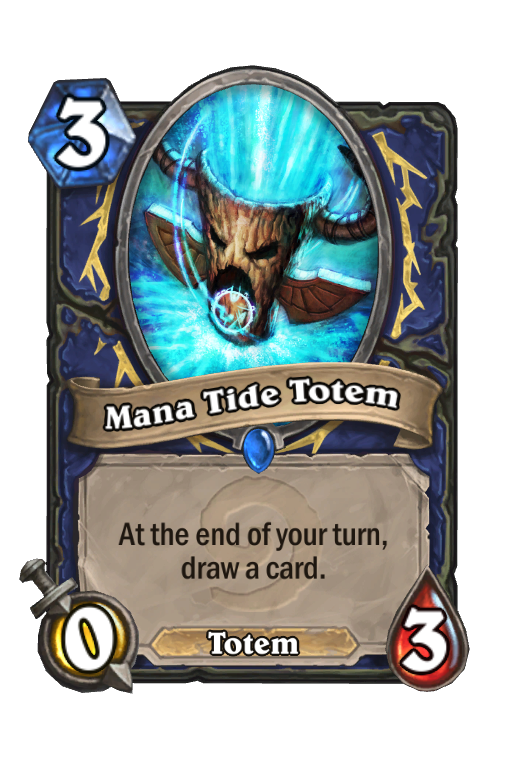 3
Mana Tide Totem
At the end of your turn,
draw a card.
0
Totem
3